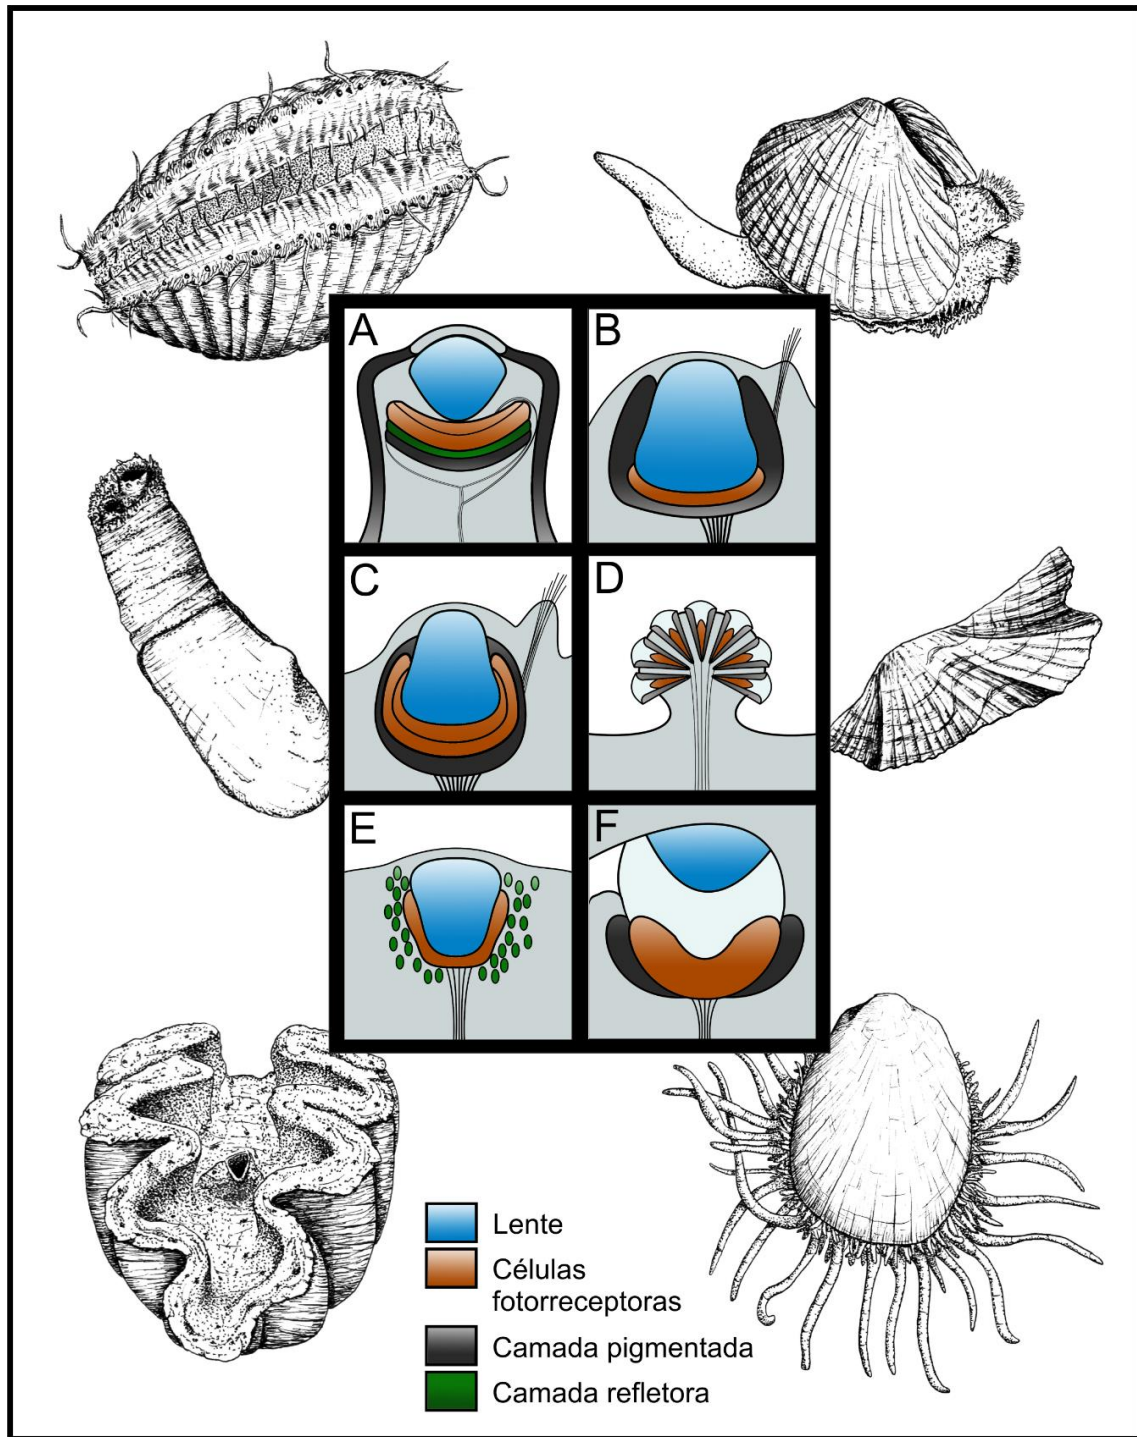 A
B
C
D
E
F
Lente
Células
fotorreceptoras
Camada pigmentada
Camada refletora